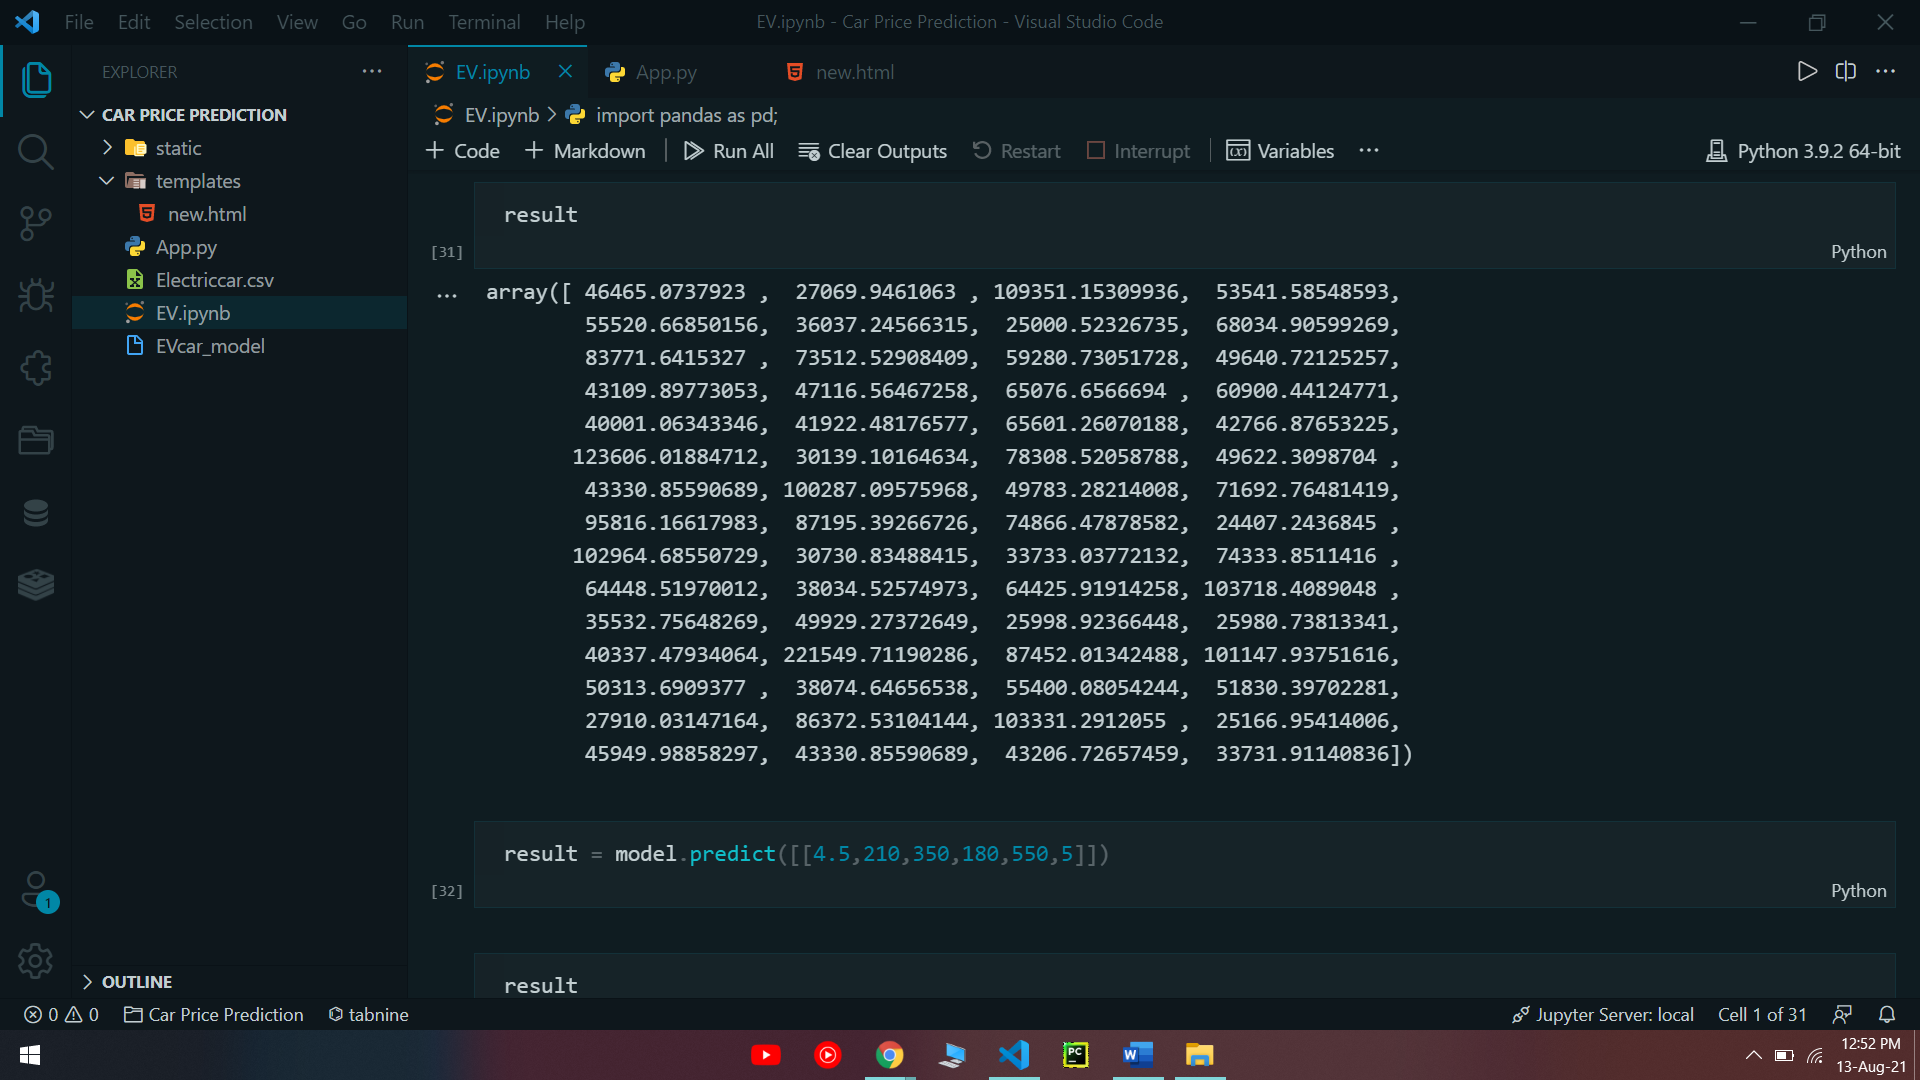 File Edit Selection View Go Run Terminal Help EV.ipynb - Car Price Prediction - Visual Studio Code
EXPLORER
EV.ipynb App.py new.html
CAR PRICE PREDICTION
static
templates
new.html
App.py
Electriccar.csv
EV.ipynb
EVcar_model
EV.ipynb > import pandas as pd;
+ Code + Markdown Run All Clear Outputs Restart Interrupt Variables ... Python 3.9.2 64-bit
result
[31] Python
... array([ 46465.0737923 ,  27069.9461063 , 109351.15309936,  53541.58548593,
55520.66850156,  36037.24566315,  25000.52326735,  68034.90599269,
83771.6415327 ,  73512.52908409,  59280.73051728,  49640.72125257,
43109.89773053,  47116.56467258,  65076.6566694 ,  60900.44124771,
40001.06343346,  41922.48176577,  65601.26070188,  42766.87653225,
123606.01884712,  30139.10164634,  78308.52058788,  49622.3098704 ,
43330.85590689, 100287.09575968,  49783.28214008,  71692.76481419,
95816.16617983,  87195.39266726,  74866.47878582,  24407.2436845 ,
102964.68550729,  30730.83488415,  33733.03772132,  74333.8511416 ,
64448.51970012,  38034.52574973,  64425.91914258, 103718.4089048 ,
35532.75648269,  49929.27372649,  25998.92366448,  25980.73813341,
40337.47934064, 221549.71190286,  87452.01342488, 101147.93751616,
50313.6909377 ,  38074.64656538,  55400.08054244,  51830.39702281,
27910.03147164,  86372.53104144, 103331.2912055 ,  25166.95414006,
45949.98858297,  43330.85590689,  43206.72657459,  33731.91140836])
result = model.predict([[4.5,210,350,180,550,5]])
[32] Python
result
1
OUTLINE
0 0 Car Price Prediction tabnine Jupyter Server: local Cell 1 of 31
PC
W
12:52 PM
13-Aug-21